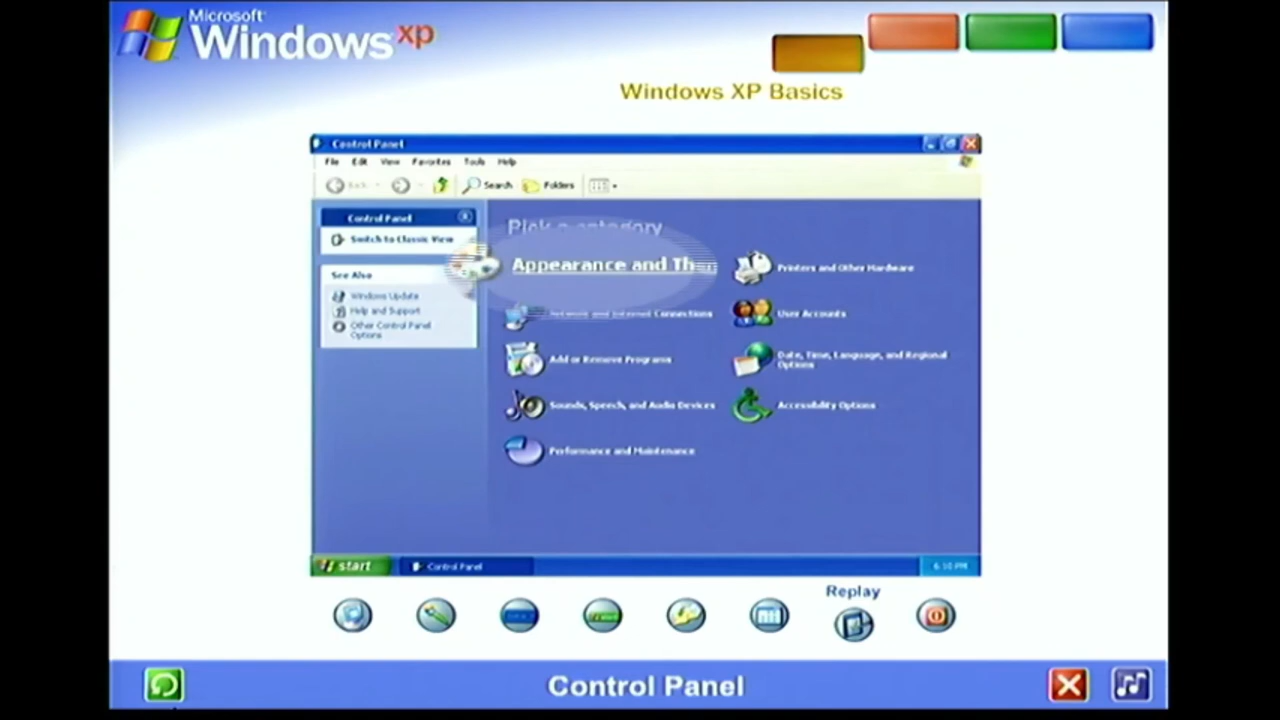 Microsoft
Windows xp
Windows XP Basics
Control Panel
File Edit View Favorites Tools Help
Back Search Folders
Control Panel
Switch to Classic View
See Also
Windows Update
Help and Support
Other Control Panel
Options
Pick a category
Appearance and Th
Printers and Other Hardware
Network and Internet Connections
User Accounts
Add or Remove Programs
Date, Time, Language, and Regional
Options
Sounds, Speech, and Audio Devices
Accessibility Options
Performance and Maintenance
start
Control Panel
6:10 PM
Replay
Control Panel